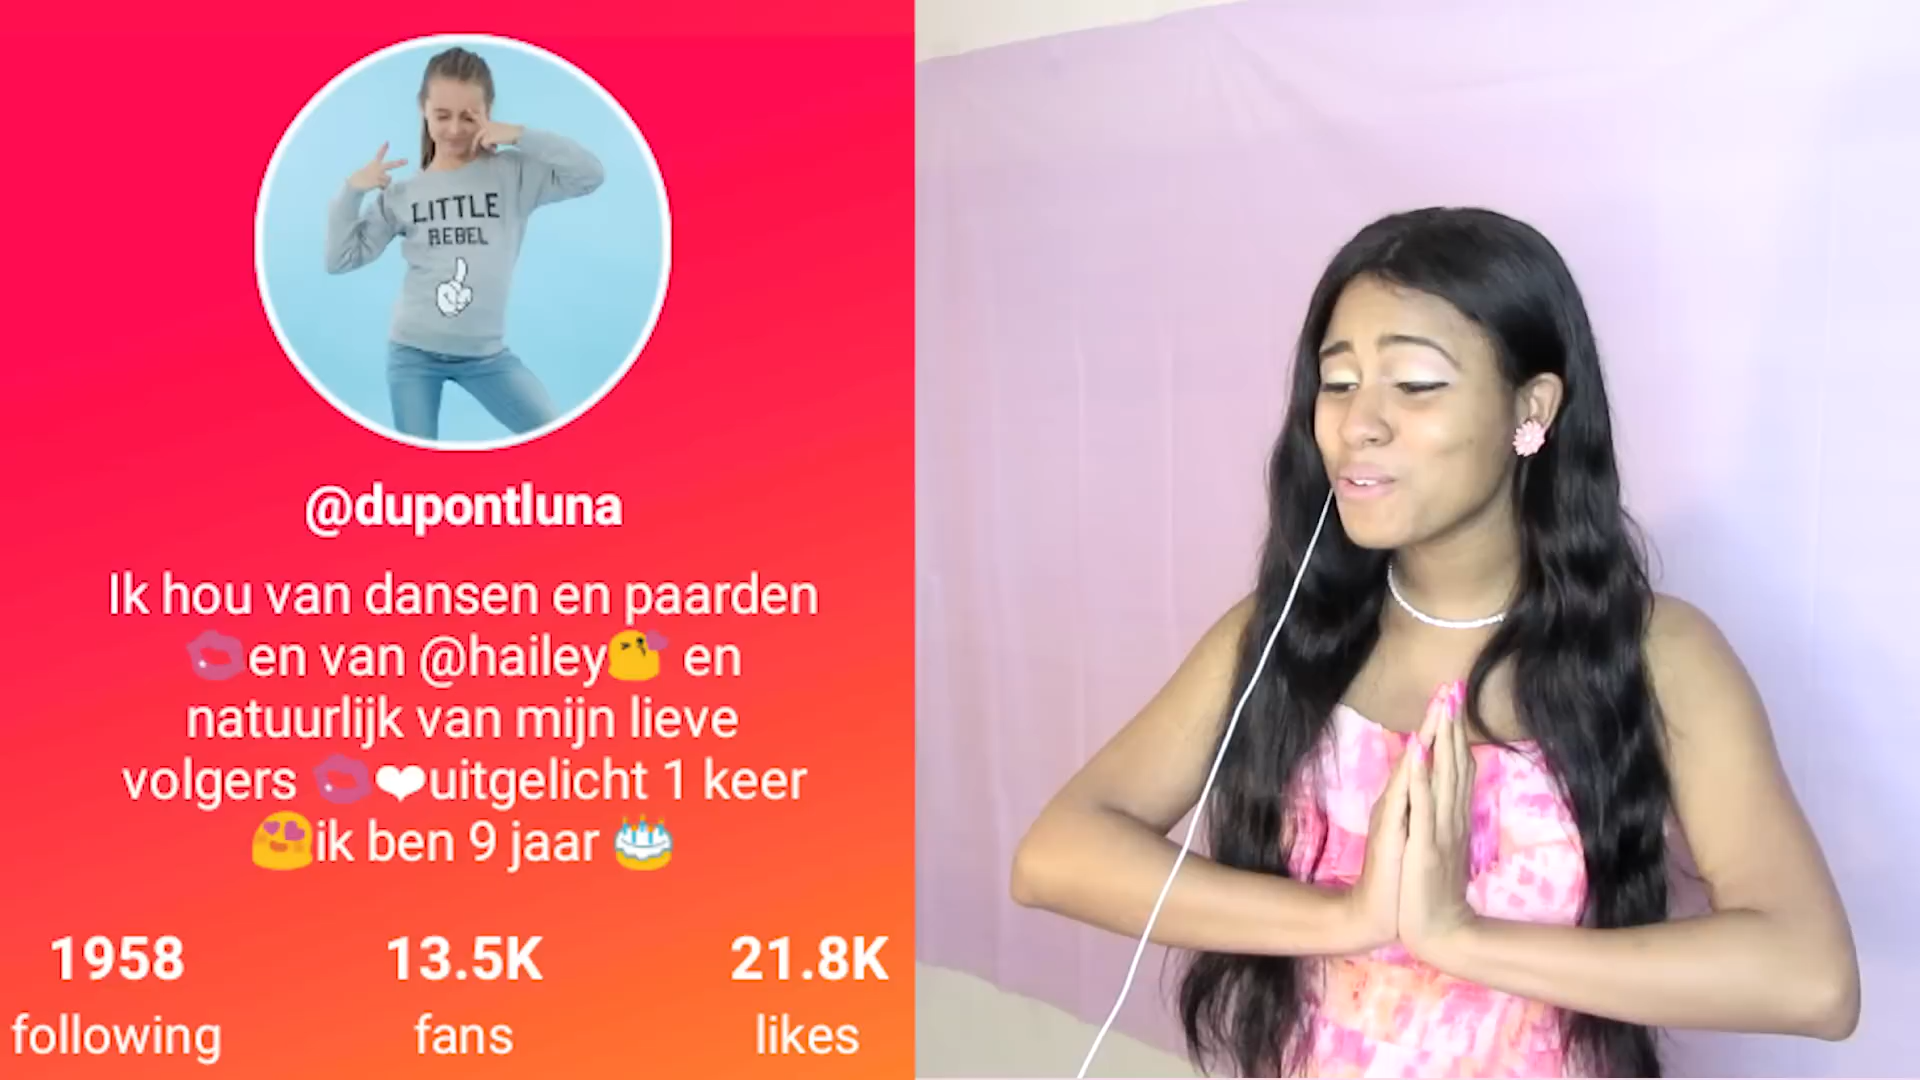 LITTLE
REBEL
@dupontluna
Ik hou van dansen en paarden
💋en van @hailey😘 en
natuurlijk van mijn lieve
volgers 💋❤uitgelicht 1 keer
😍ik ben 9 jaar 🎂
1958 13.5K 21.8K
following fans likes